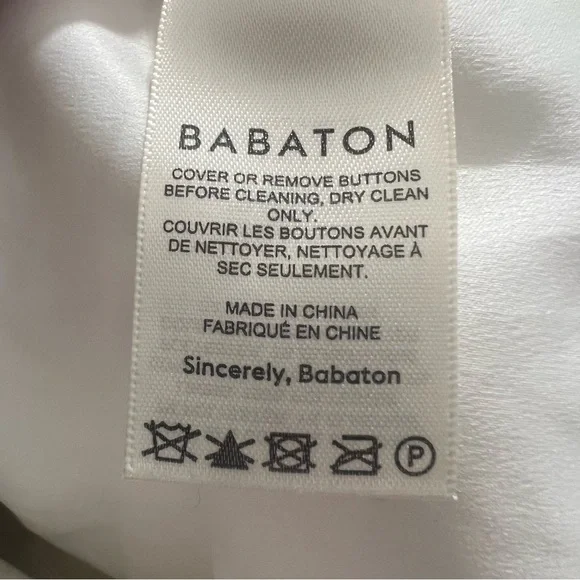 BABATON
COVER OR REMOVE BUTTONS
BEFORE CLEANING, DRY CLEAN
ONLY.
COUVRIR LES BOUTONS AVANT
DE NETTOYER, NETTOYAGE À
SEC SEULEMENT.
MADE IN CHINA
FABRIQUÉ EN CHINE
Sincerely, Babaton
P